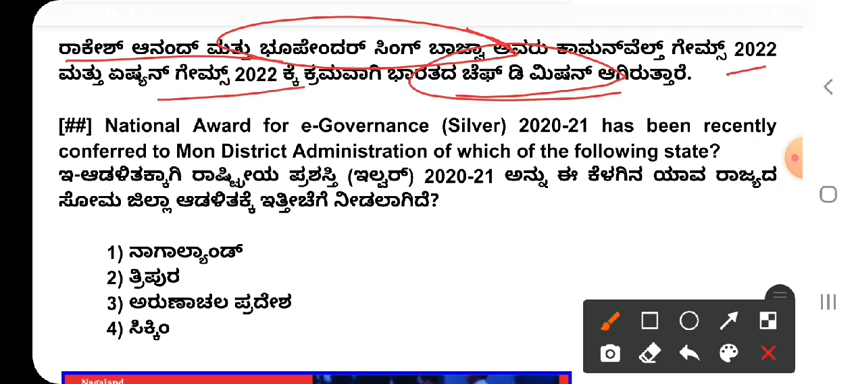 ರಾಕೇಶ್ ಆನಂದ್ ಮತ್ತು ಭೂಪೇಂದರ್ ಸಿಂಗ್ ಬಾಜ್ವಾ ಅವರು ಕಾಮನ್‌ವೆಲ್ತ್ ಗೇಮ್ಸ್ 2022
ಮತ್ತು ಏಷ್ಯನ್ ಗೇಮ್ಸ್ 2022 ಕ್ಕೆ ಕ್ರಮವಾಗಿ ಭಾರತದ ಚೆಫ್ ಡಿ ಮಿಷನ್ ಆಗಿರುತ್ತಾರೆ.
[##] National Award for e-Governance (Silver) 2020-21 has been recently
conferred to Mon District Administration of which of the following state?
ಇ-ಆಡಳಿತಕ್ಕಾಗಿ ರಾಷ್ಟ್ರೀಯ ಪ್ರಶಸ್ತಿ (ಇಲ್ವರ್) 2020-21 ಅನ್ನು ಈ ಕೆಳಗಿನ ಯಾವ ರಾಜ್ಯದ
ಸೋಮ ಜಿಲ್ಲಾ ಆಡಳಿತಕ್ಕೆ ಇತ್ತೀಚೆಗೆ ನೀಡಲಾಗಿದೆ?
1) ನಾಗಾಲ್ಯಾಂಡ್
2) ತ್ರಿಪುರ
3) ಅರುಣಾಚಲ ಪ್ರದೇಶ
4) ಸಿಕ್ಕಿಂ
Nagaland